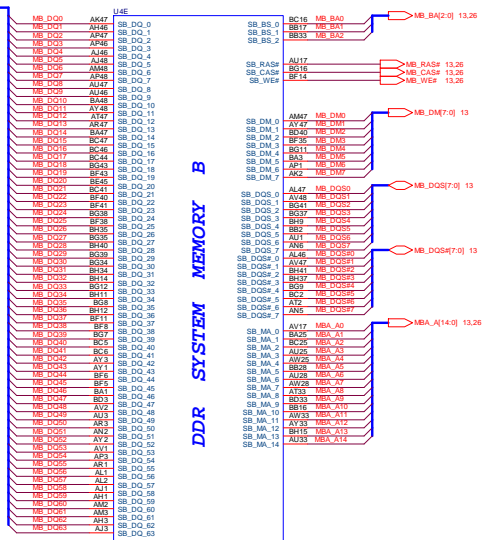 U4E
MB_DQ0 AK47 SB_DQ_0
MB_DQ1 AH46 SB_DQ_1
MB_DQ2 AP47 SB_DQ_2
MB_DQ3 AP46 SB_DQ_3
MB_DQ4 AJ46 SB_DQ_4
MB_DQ5 AJ48 SB_DQ_5
MB_DQ6 AM48 SB_DQ_6
MB_DQ7 AP48 SB_DQ_7
MB_DQ8 AU47 SB_DQ_8
MB_DQ9 AU46 SB_DQ_9
MB_DQ10 BA48 SB_DQ_10
MB_DQ11 AY48 SB_DQ_11
MB_DQ12 AT47 SB_DQ_12
MB_DQ13 AR47 SB_DQ_13
MB_DQ14 BA47 SB_DQ_14
MB_DQ15 BC47 SB_DQ_15
MB_DQ16 BC46 SB_DQ_16
MB_DQ17 BC44 SB_DQ_17
MB_DQ18 BG43 SB_DQ_18
MB_DQ19 BF43 SB_DQ_19
MB_DQ20 BE45 SB_DQ_20
MB_DQ21 BC41 SB_DQ_21
MB_DQ22 BF40 SB_DQ_22
MB_DQ23 BF41 SB_DQ_23
MB_DQ24 BG38 SB_DQ_24
MB_DQ25 BF38 SB_DQ_25
MB_DQ26 BH35 SB_DQ_26
MB_DQ27 BG35 SB_DQ_27
MB_DQ28 BH40 SB_DQ_28
MB_DQ29 BG39 SB_DQ_29
MB_DQ30 BG34 SB_DQ_30
MB_DQ31 BH34 SB_DQ_31
MB_DQ32 BH14 SB_DQ_32
MB_DQ33 BG12 SB_DQ_33
MB_DQ34 BH11 SB_DQ_34
MB_DQ35 BG8 SB_DQ_35
MB_DQ36 BH12 SB_DQ_36
MB_DQ37 BF11 SB_DQ_37
MB_DQ38 BF8 SB_DQ_38
MB_DQ39 BG7 SB_DQ_39
MB_DQ40 BC5 SB_DQ_40
MB_DQ41 BC6 SB_DQ_41
MB_DQ42 AY3 SB_DQ_42
MB_DQ43 AY1 SB_DQ_43
MB_DQ44 BF6 SB_DQ_44
MB_DQ45 BF5 SB_DQ_45
MB_DQ46 BA1 SB_DQ_46
MB_DQ47 BD3 SB_DQ_47
MB_DQ48 AV2 SB_DQ_48
MB_DQ49 AU3 SB_DQ_49
MB_DQ50 AR3 SB_DQ_50
MB_DQ51 AN2 SB_DQ_51
MB_DQ52 AY2 SB_DQ_52
MB_DQ53 AV1 SB_DQ_53
MB_DQ54 AP3 SB_DQ_54
MB_DQ55 AR1 SB_DQ_55
MB_DQ56 AL1 SB_DQ_56
MB_DQ57 AL2 SB_DQ_57
MB_DQ58 AJ1 SB_DQ_58
MB_DQ59 AH1 SB_DQ_59
MB_DQ60 AM2 SB_DQ_60
MB_DQ61 AM3 SB_DQ_61
MB_DQ62 AH3 SB_DQ_62
MB_DQ63 AJ3 SB_DQ_63
DDR SYSTEM MEMORY B
SB_BS_0 BC16 MB_BA0
SB_BS_1 BB17 MB_BA1
SB_BS_2 BB33 MB_BA2
MB_BA[2:0] 13,26
SB_RAS# AU17 MB_RAS# 13,26
SB_CAS# BG16 MB_CAS# 13,26
SB_WE# BF14 MB_WE# 13,26
SB_DM_0 AM47 MB_DM0
SB_DM_1 AY47 MB_DM1
SB_DM_2 BD40 MB_DM2
SB_DM_3 BF35 MB_DM3
SB_DM_4 BG11 MB_DM4
SB_DM_5 BA3 MB_DM5
SB_DM_6 AP1 MB_DM6
SB_DM_7 AK2 MB_DM7
MB_DM[7:0] 13
SB_DQS_0 AL47 MB_DQS0
SB_DQS_1 AV48 MB_DQS1
SB_DQS_2 BG41 MB_DQS2
SB_DQS_3 BG37 MB_DQS3
SB_DQS_4 BH9 MB_DQS4
SB_DQS_5 BB2 MB_DQS5
SB_DQS_6 AU1 MB_DQS6
SB_DQS_7 AN6 MB_DQS7
MB_DQS[7:0] 13
SB_DQS#_0 AL46 MB_DQS#0
SB_DQS#_1 AV47 MB_DQS#1
SB_DQS#_2 BH41 MB_DQS#2
SB_DQS#_3 BH37 MB_DQS#3
SB_DQS#_4 BG9 MB_DQS#4
SB_DQS#_5 BC2 MB_DQS#5
SB_DQS#_6 AT2 MB_DQS#6
SB_DQS#_7 AN5 MB_DQS#7
MB_DQS#[7:0] 13
SB_MA_0 AV17 MBA_A0
SB_MA_1 BA25 MBA_A1
SB_MA_2 BC25 MBA_A2
SB_MA_3 AU25 MBA_A3
SB_MA_4 AW25 MBA_A4
SB_MA_5 BB28 MBA_A5
SB_MA_6 AU28 MBA_A6
SB_MA_7 AW28 MBA_A7
SB_MA_8 AT33 MBA_A8
SB_MA_9 BD33 MBA_A9
SB_MA_10 BB16 MBA_A10
SB_MA_11 AW33 MBA_A11
SB_MA_12 AY33 MBA_A12
SB_MA_13 BH15 MBA_A13
SB_MA_14 AU33 MBA_A14
MBA_A[14:0] 13,26